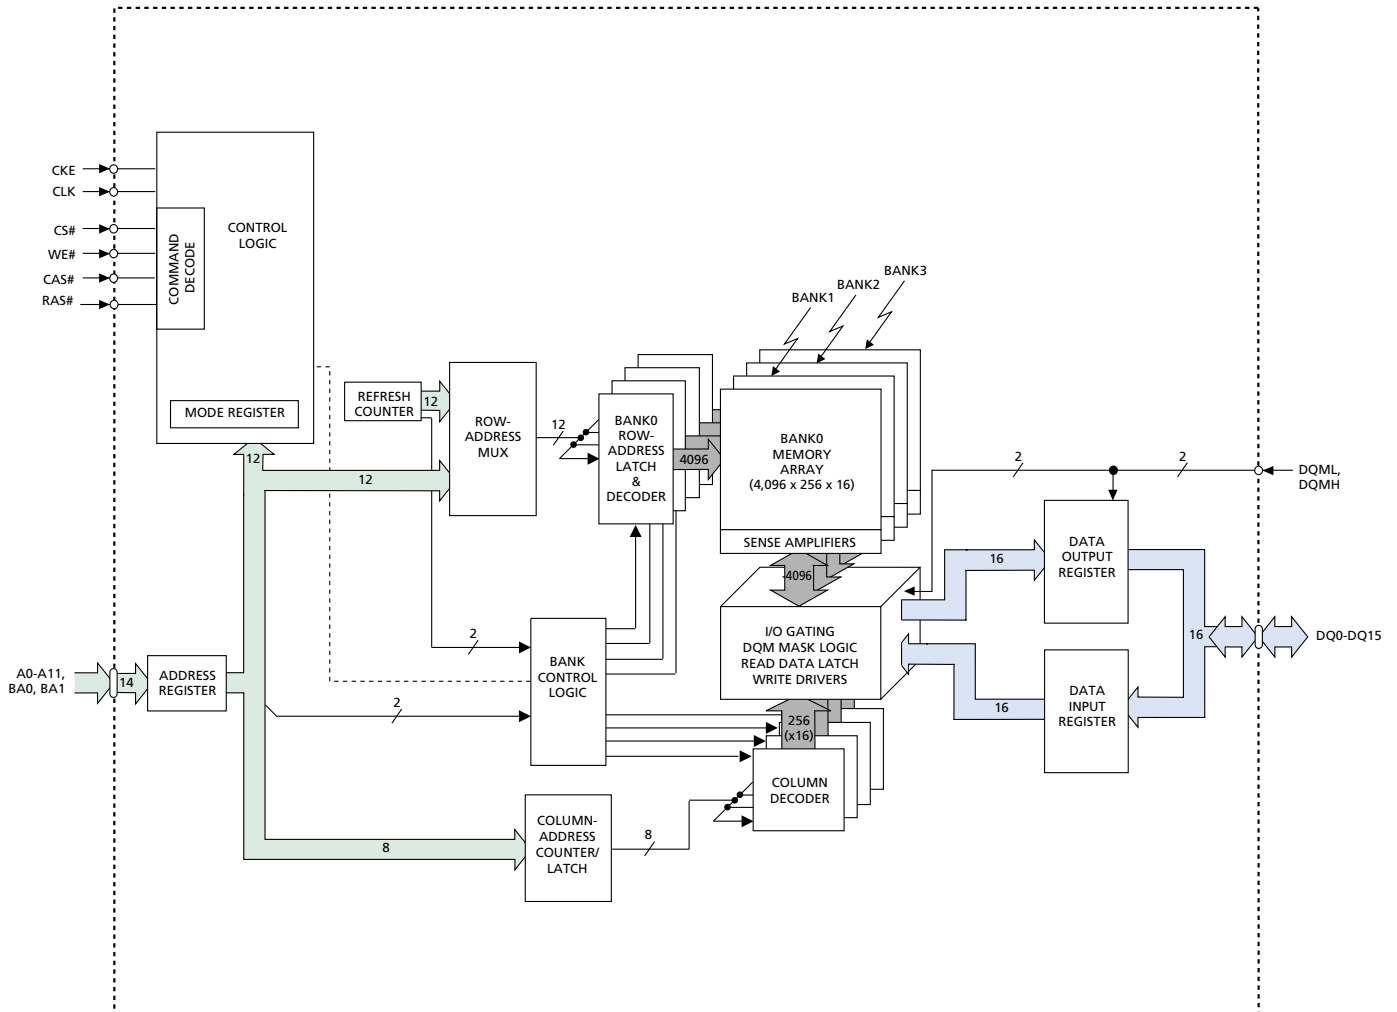 CKE
CLK
CS#
WE#
CAS#
RAS#
COMMAND
DECODE
CONTROL
LOGIC
MODE REGISTER
12
12
REFRESH
COUNTER
12
ROW-
ADDRESS
MUX
12
BANK0
ROW-
ADDRESS
LATCH
&
DECODER
4096
BANK1
BANK2
BANK3
BANK0
MEMORY
ARRAY
(4,096 x 256 x 16)
SENSE AMPLIFIERS
4096
I/O GATING
DQM MASK LOGIC
READ DATA LATCH
WRITE DRIVERS
256
(x16)
COLUMN
DECODER
2
2
DQML,
DQMH
16
DATA
OUTPUT
REGISTER
16
DQ0-DQ15
16
DATA
INPUT
REGISTER
A0-A11,
BA0, BA1
14
ADDRESS
REGISTER
2
2
BANK
CONTROL
LOGIC
8
COLUMN-
ADDRESS
COUNTER/
LATCH
8